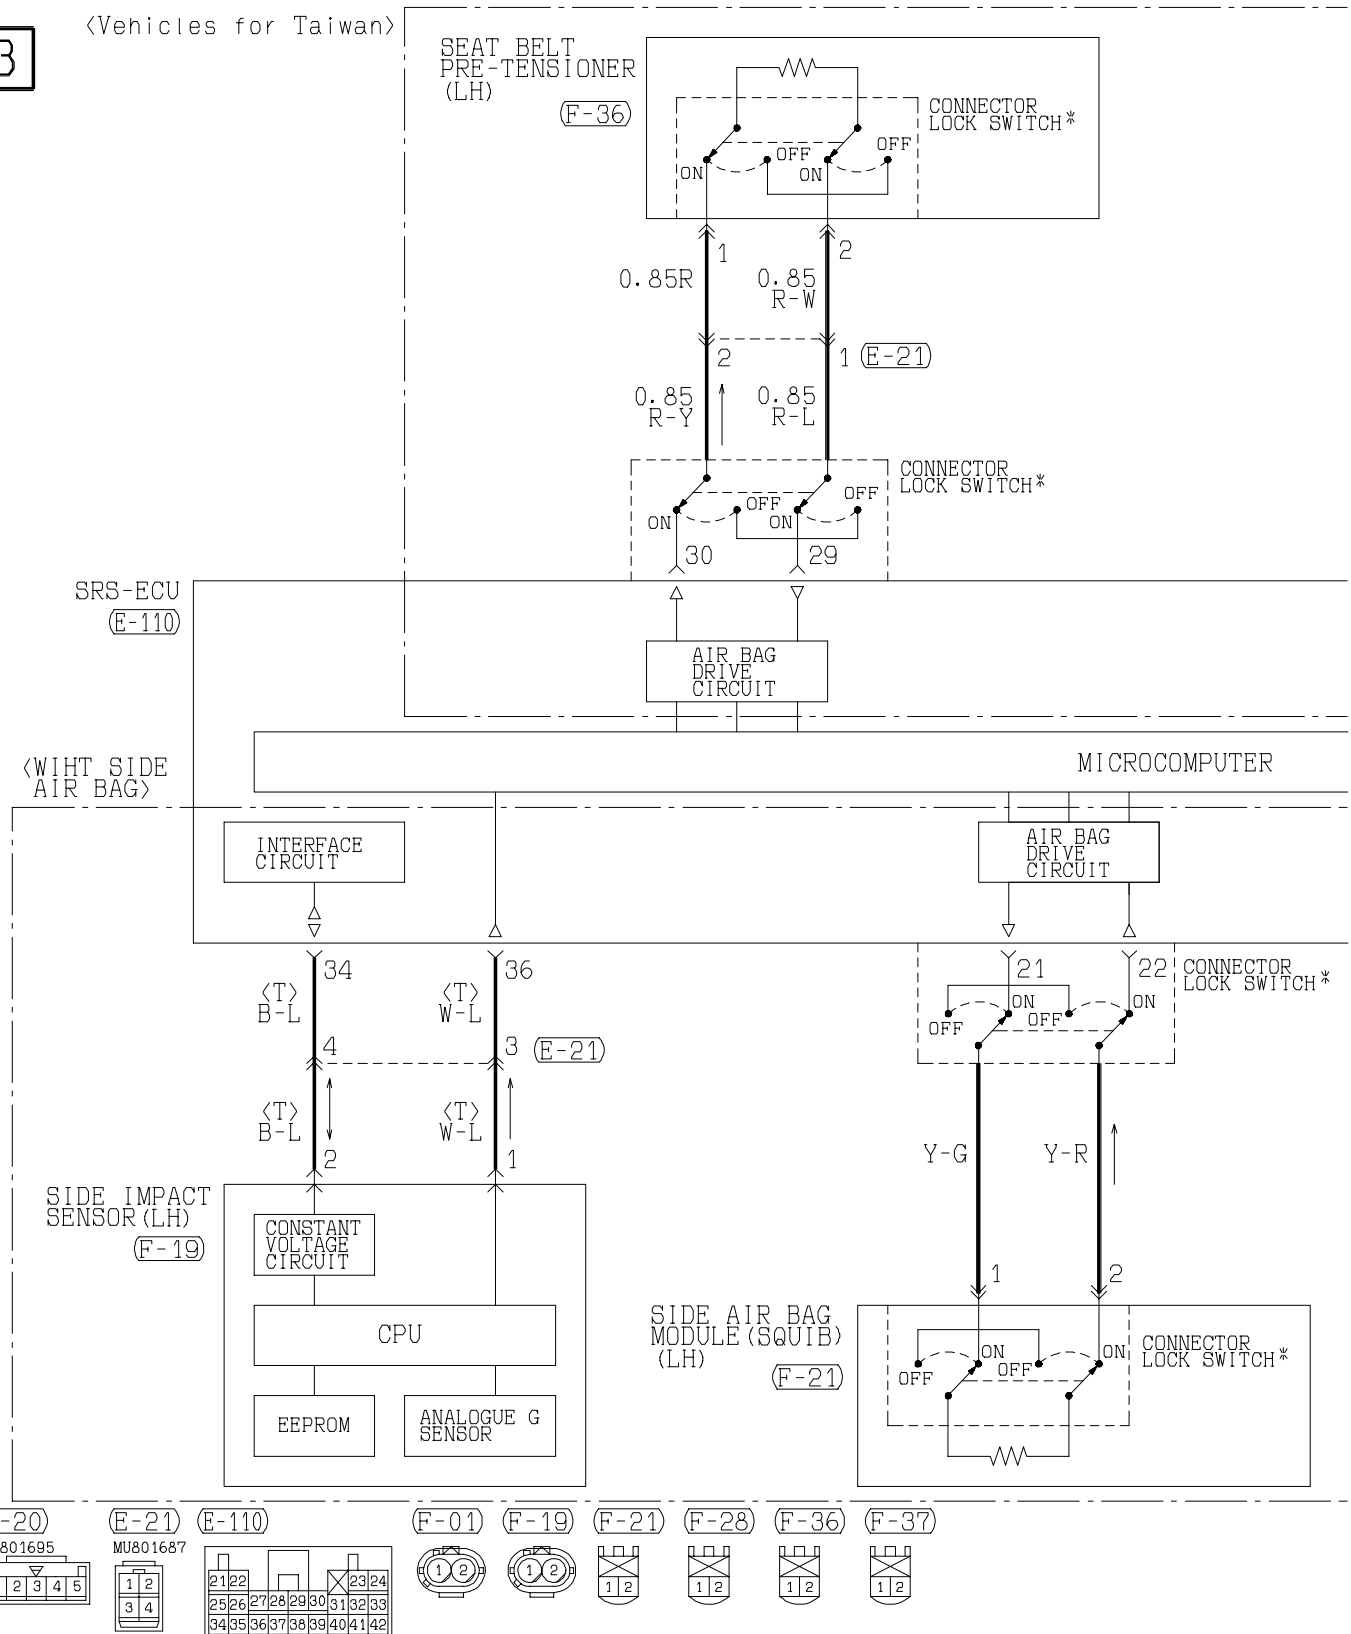 3
<Vehicles for Taiwan>
SEAT BELT
PRE-TENSIONER
(LH)
F-36
CONNECTOR
LOCK SWITCH*
OFF
OFF
ON
ON
1
2
0.85R
0.85
R-W
2
1
E-21
0.85
R-Y
0.85
R-L
CONNECTOR
LOCK SWITCH*
OFF
OFF
ON
ON
30
29
SRS-ECU
E-110
AIR BAG
DRIVE
CIRCUIT
MICROCOMPUTER
<WIHT SIDE
AIR BAG>
INTERFACE
CIRCUIT
AIR BAG
DRIVE
CIRCUIT
34
36
21
22
CONNECTOR
LOCK SWITCH*
<T>
B-L
<T>
W-L
ON
ON
OFF
OFF
4
3
E-21
<T>
B-L
<T>
W-L
2
1
Y-G
Y-R
SIDE IMPACT
SENSOR(LH)
F-19
CONSTANT
VOLTAGE
CIRCUIT
CPU
EEPROM
ANALOGUE G
SENSOR
1
2
SIDE AIR BAG
MODULE(SQUIB)
(LH)
F-21
CONNECTOR
LOCK SWITCH*
ON
ON
OFF
OFF
-20
E-21
E-110
F-01
F-19
F-21
F-28
F-36
F-37
801695
MU801687
2 3 4 5
1 2
3 4
21 22 23 24
25 26 27 28 29 30 31 32 33
34 35 36 37 38 39 40 41 42
1 2
1 2
1 2
1 2
1 2
1 2